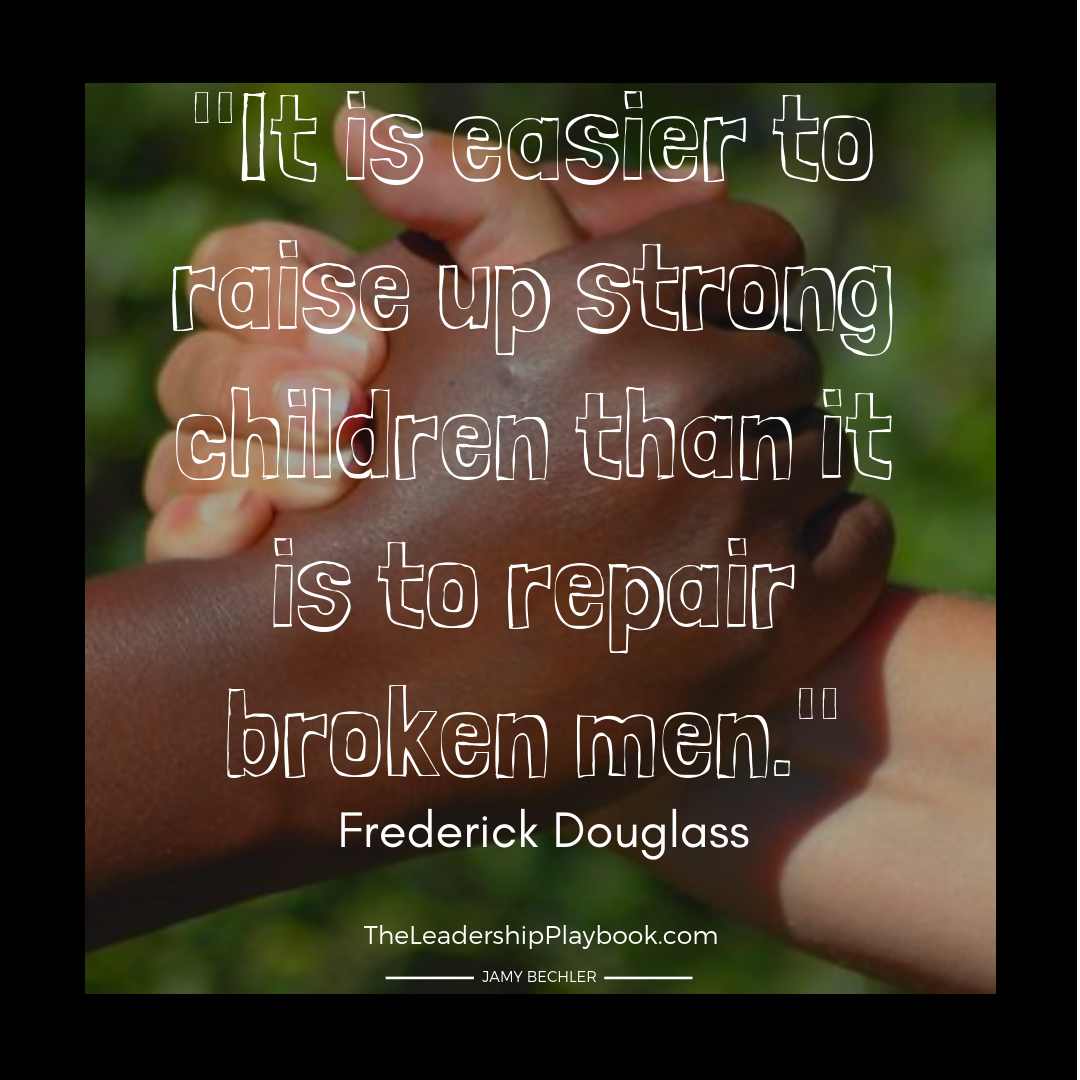 "It is easier to
raise up strong
children than it
is to repair
broken men."
Frederick Douglass
TheLeadershipPlaybook.com
JAMY BECHLER